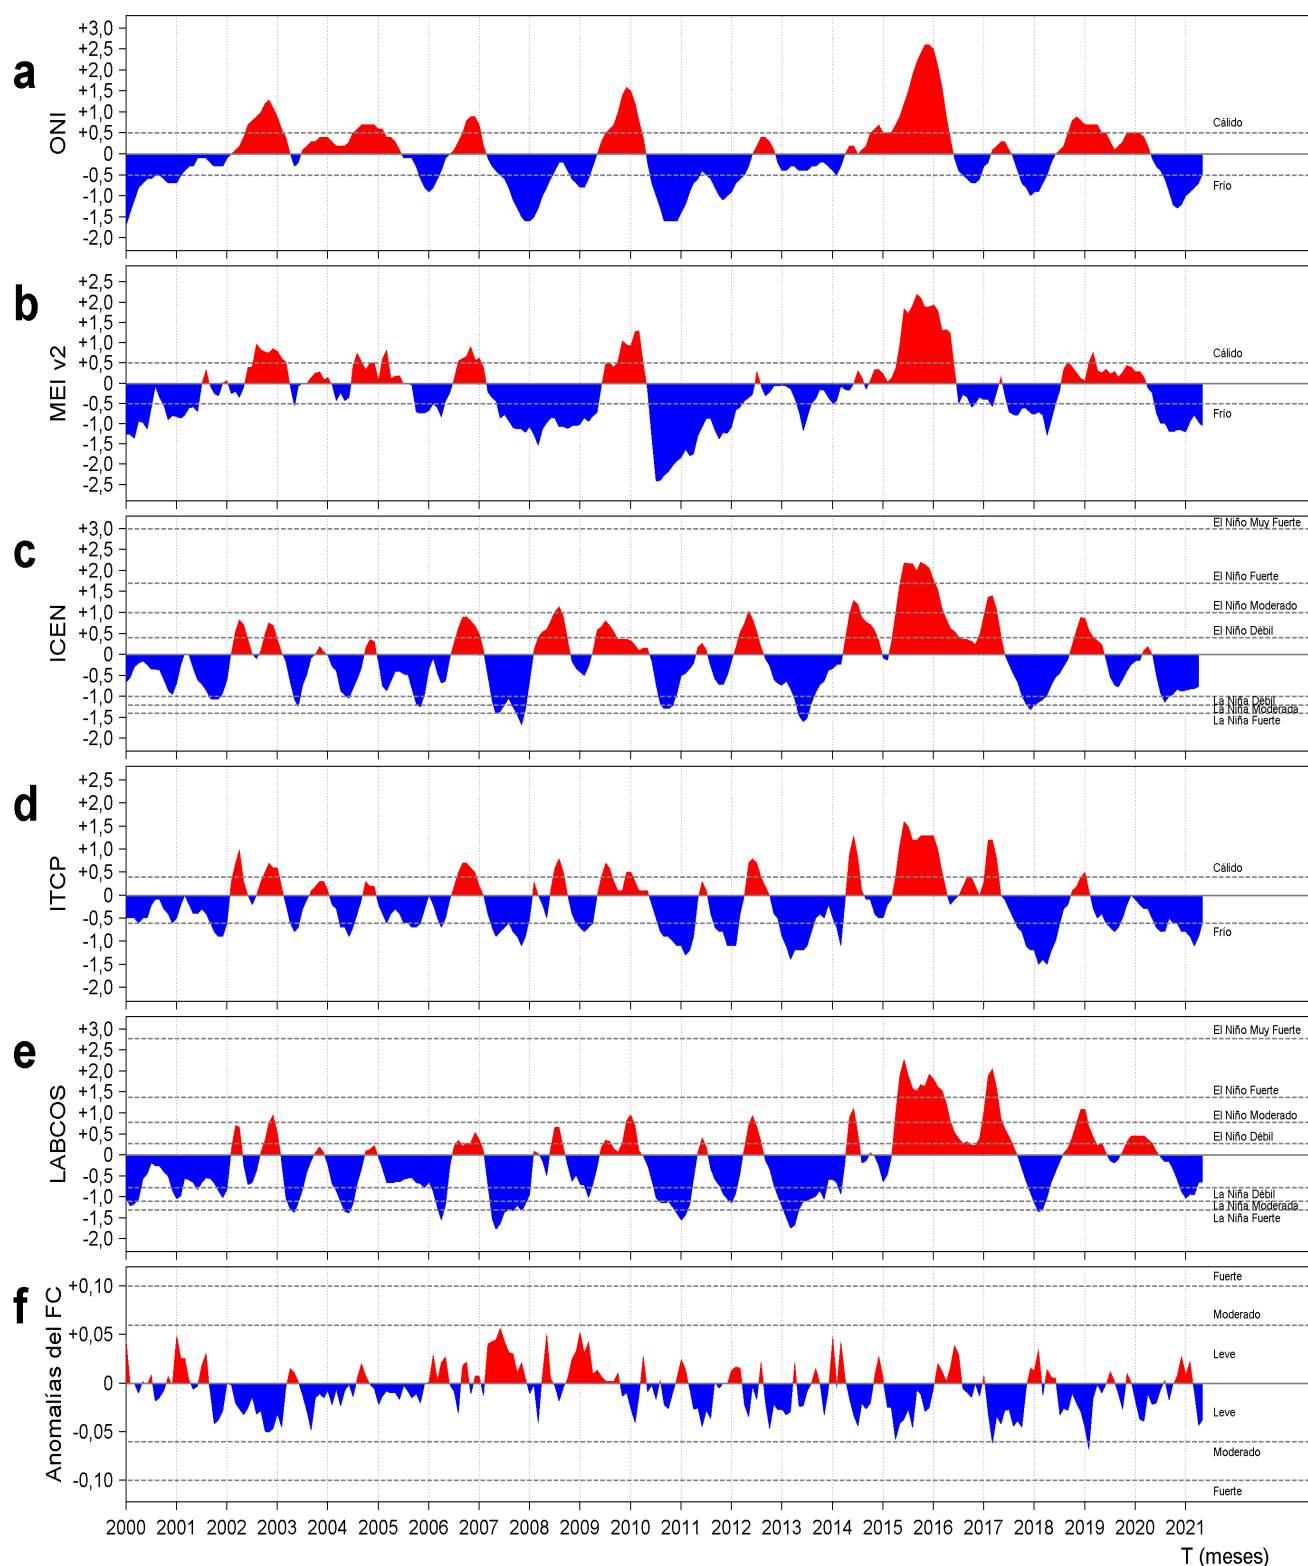 a
ONI
+3,0
+2,5
+2,0
+1,5
+1,0
+0,5
0
-0,5
-1,0
-1,5
-2,0
Cálido
Frío
b
MEI v2
+2,5
+2,0
+1,5
+1,0
+0,5
0
-0,5
-1,0
-1,5
-2,0
-2,5
Cálido
Frío
c
ICEN
+3,0
+2,5
+2,0
+1,5
+1,0
+0,5
0
-0,5
-1,0
-1,5
-2,0
El Niño Muy Fuerte
El Niño Fuerte
El Niño Moderado
El Niño Débil
La Niña Débil
La Niña Moderada
La Niña Fuerte
d
ITCP
+2,5
+2,0
+1,5
+1,0
+0,5
0
-0,5
-1,0
-1,5
-2,0
Cálido
Frío
e
LABCOS
+3,0
+2,5
+2,0
+1,5
+1,0
+0,5
0
-0,5
-1,0
-1,5
-2,0
El Niño Muy Fuerte
El Niño Fuerte
El Niño Moderado
El Niño Débil
La Niña Débil
La Niña Moderada
La Niña Fuerte
f
Anomalías del FC
+0,10
+0,05
0
-0,05
-0,10
Fuerte
Moderado
Leve
Leve
Moderado
Fuerte
2000 2001 2002 2003 2004 2005 2006 2007 2008 2009 2010 2011 2012 2013 2014 2015 2016 2017 2018 2019 2020 2021
T (meses)